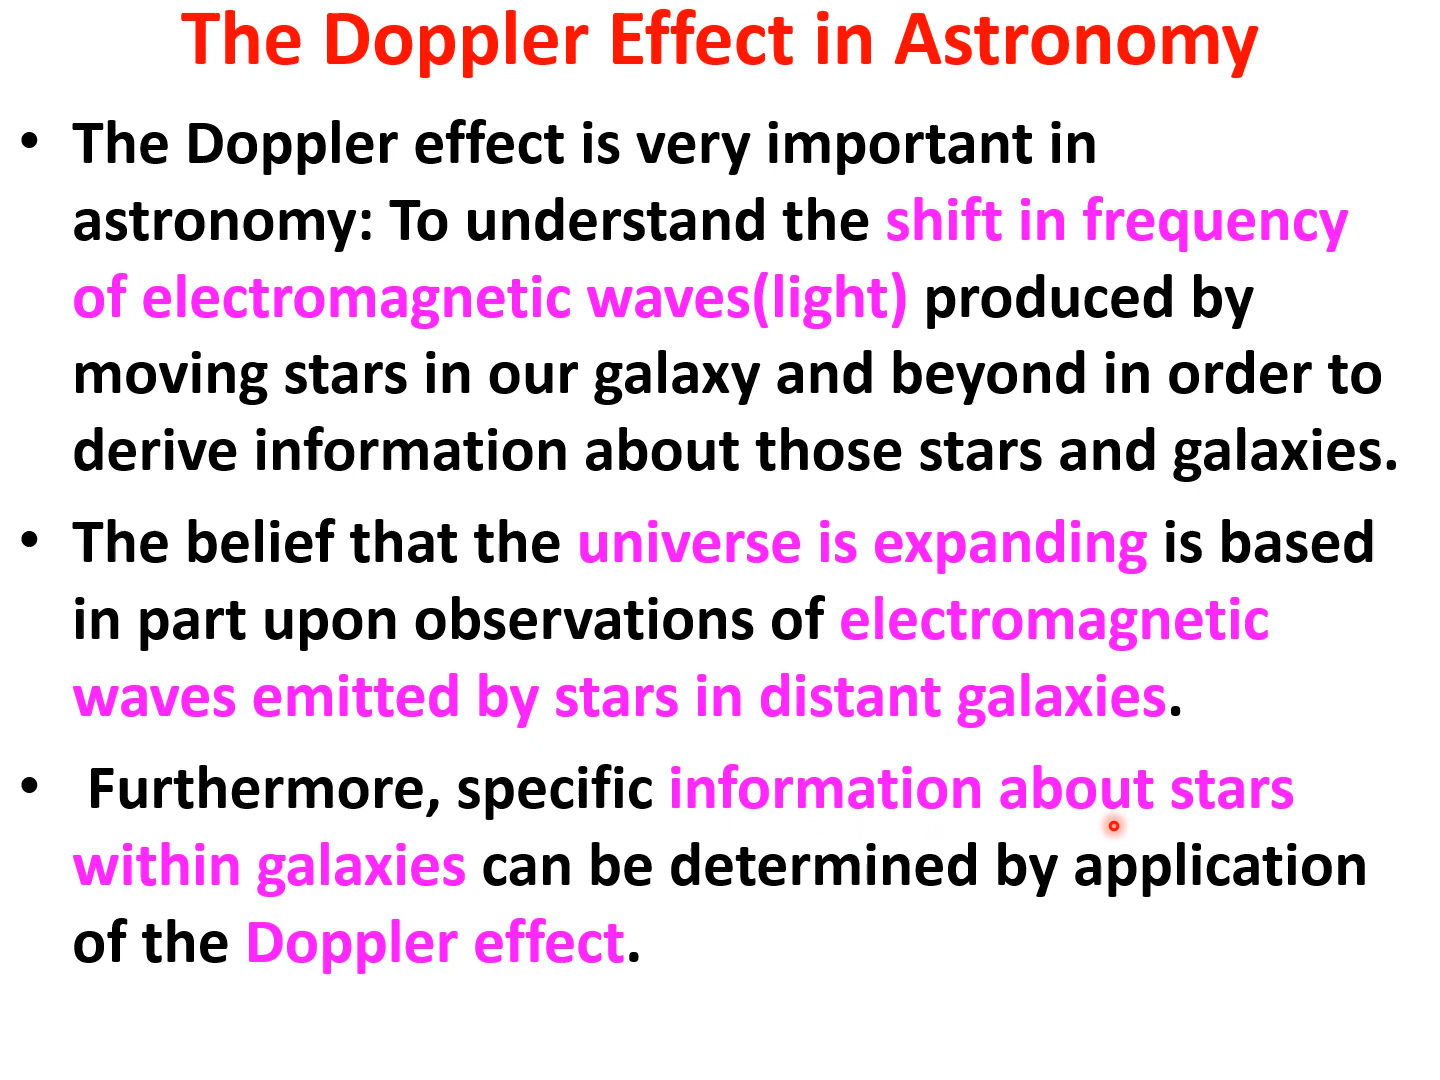 The Doppler Effect in Astronomy
• The Doppler effect is very important in
astronomy: To understand the shift in frequency
of electromagnetic waves(light) produced by
moving stars in our galaxy and beyond in order to
derive information about those stars and galaxies.
• The belief that the universe is expanding is based
in part upon observations of electromagnetic
waves emitted by stars in distant galaxies.
• Furthermore, specific information about stars
within galaxies can be determined by application
of the Doppler effect.